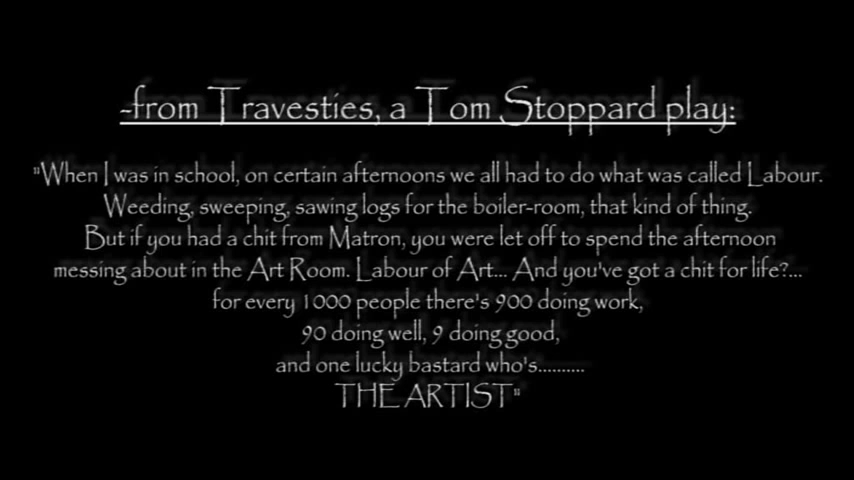 -from Travesties, a Tom Stoppard play:
"When I was in school, on certain afternoons we all had to do what was called Labour.
Weeding, sweeping, sawing logs for the boiler-room, that kind of thing.
But if you had a chit from Matron, you were let off to spend the afternoon
messing about in the Art Room. Labour of Art... And you've got a chit for life?...
for every 1000 people there's 900 doing work,
90 doing well, 9 doing good,
and one lucky bastard who's..........
THE ARTIST"